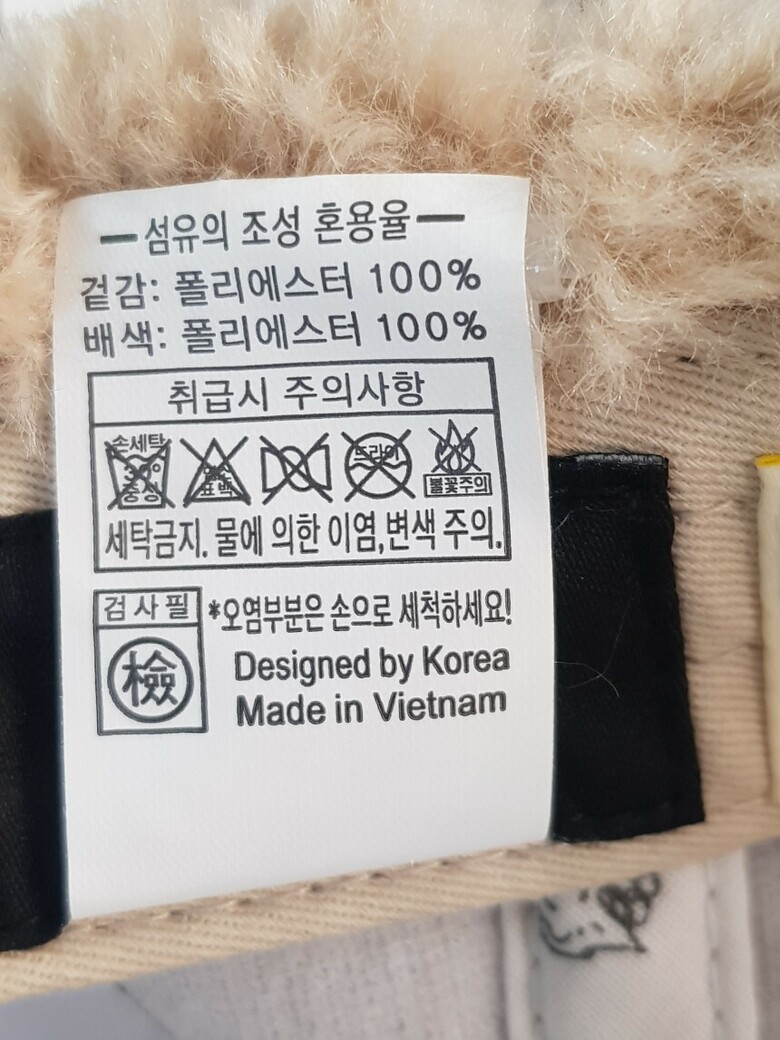 섬유의 조성 혼용율
겉감: 폴리에스터 100%
배색: 폴리에스터 100%
취급시 주의사항
손세탁
30°
중성
표백
드라이
불꽃주의
세탁금지. 물에 의한 이염,변색 주의.
검사필
檢
*오염부분은 손으로 세척하세요!
Designed by Korea
Made in Vietnam